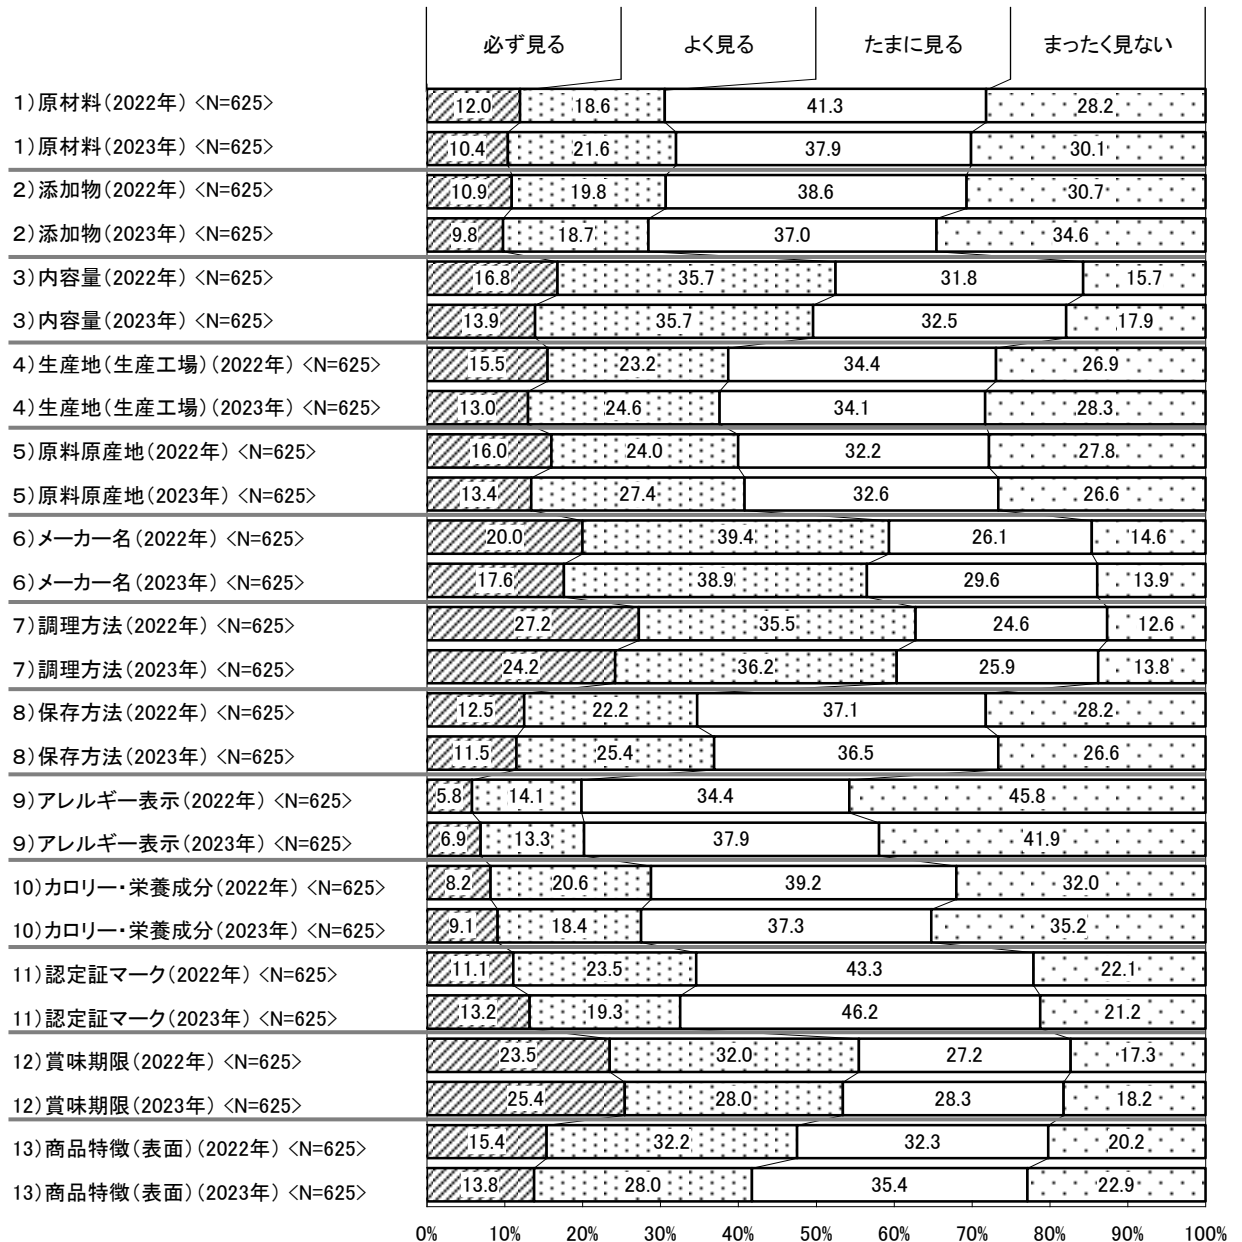 必ず見る よく見る たまに見る まったく見ない
1)原材料(2022年) <N=625> 12.0 18.6 41.3 28.2
1)原材料(2023年) <N=625> 10.4 21.6 37.9 30.1
2)添加物(2022年) <N=625> 10.9 19.8 38.6 30.7
2)添加物(2023年) <N=625> 9.8 18.7 37.0 34.6
3)内容量(2022年) <N=625> 16.8 35.7 31.8 15.7
3)内容量(2023年) <N=625> 13.9 35.7 32.5 17.9
4)生産地(生産工場)(2022年) <N=625> 15.5 23.2 34.4 26.9
4)生産地(生産工場)(2023年) <N=625> 13.0 24.6 34.1 28.3
5)原料原産地(2022年) <N=625> 16.0 24.0 32.2 27.8
5)原料原産地(2023年) <N=625> 13.4 27.4 32.6 26.6
6)メーカー名(2022年) <N=625> 20.0 39.4 26.1 14.6
6)メーカー名(2023年) <N=625> 17.6 38.9 29.6 13.9
7)調理方法(2022年) <N=625> 27.2 35.5 24.6 12.6
7)調理方法(2023年) <N=625> 24.2 36.2 25.9 13.8
8)保存方法(2022年) <N=625> 12.5 22.2 37.1 28.2
8)保存方法(2023年) <N=625> 11.5 25.4 36.5 26.6
9)アレルギー表示(2022年) <N=625> 5.8 14.1 34.4 45.8
9)アレルギー表示(2023年) <N=625> 6.9 13.3 37.9 41.9
10)カロリー・栄養成分(2022年) <N=625> 8.2 20.6 39.2 32.0
10)カロリー・栄養成分(2023年) <N=625> 9.1 18.4 37.3 35.2
11)認定証マーク(2022年) <N=625> 11.1 23.5 43.3 22.1
11)認定証マーク(2023年) <N=625> 13.2 19.3 46.2 21.2
12)賞味期限(2022年) <N=625> 23.5 32.0 27.2 17.3
12)賞味期限(2023年) <N=625> 25.4 28.0 28.3 18.2
13)商品特徴(表面)(2022年) <N=625> 15.4 32.2 32.3 20.2
13)商品特徴(表面)(2023年) <N=625> 13.8 28.0 35.4 22.9
0% 10% 20% 30% 40% 50% 60% 70% 80% 90% 100%